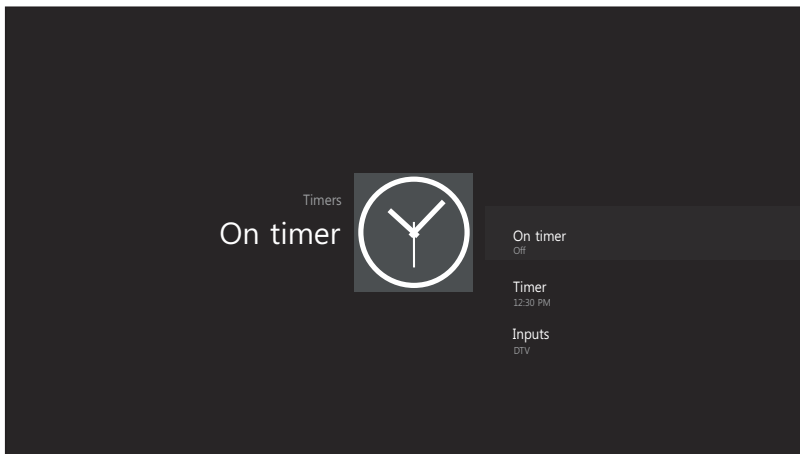 Timers
On timer
On timer
Off
Timer
12:30 PM
Inputs
DTV